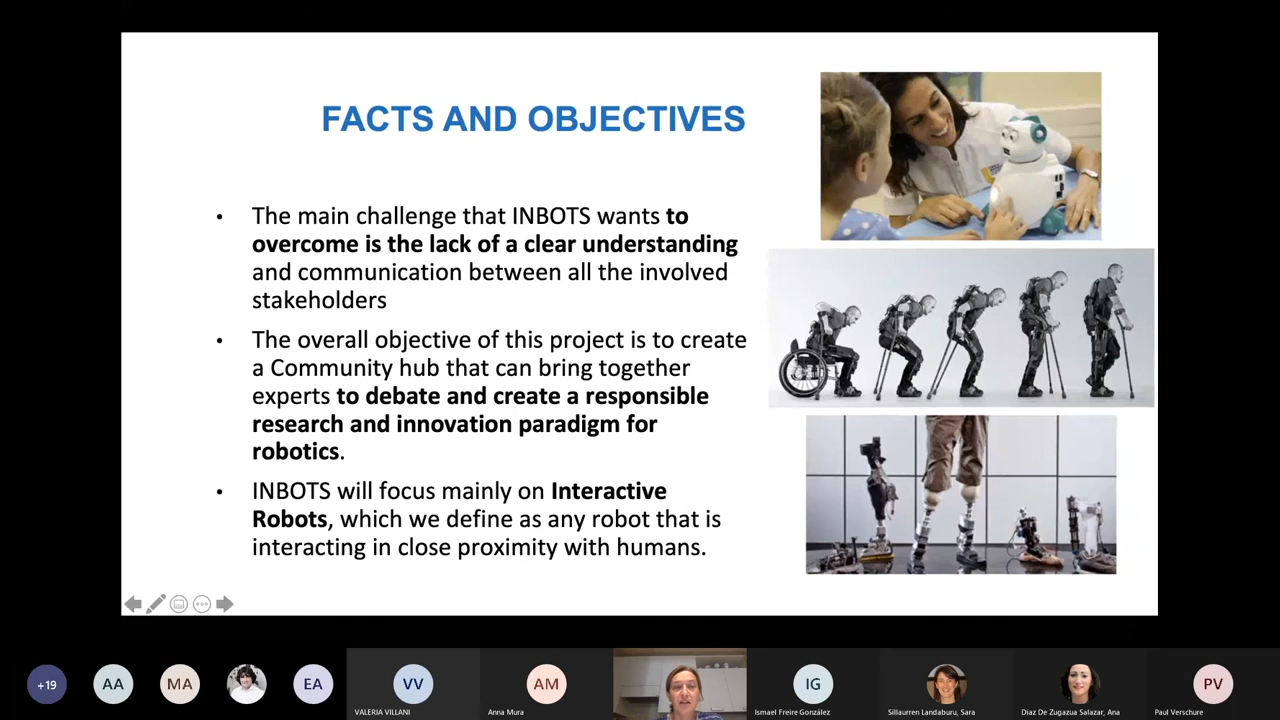 FACTS AND OBJECTIVES
• The main challenge that INBOTS wants to
overcome is the lack of a clear understanding
and communication between all the involved
stakeholders
• The overall objective of this project is to create
a Community hub that can bring together
experts to debate and create a responsible
research and innovation paradigm for
robotics.
• INBOTS will focus mainly on Interactive
Robots, which we define as any robot that is
interacting in close proximity with humans.
+19
AA
MA
EA
VV
AM
IG
PV
VALERIA VILLANI
Anna Mura
Ismael Freire González
Sillaurren Landaburu, Sara
Díaz De Zugazua Salazar, Ana
Paul Verschure